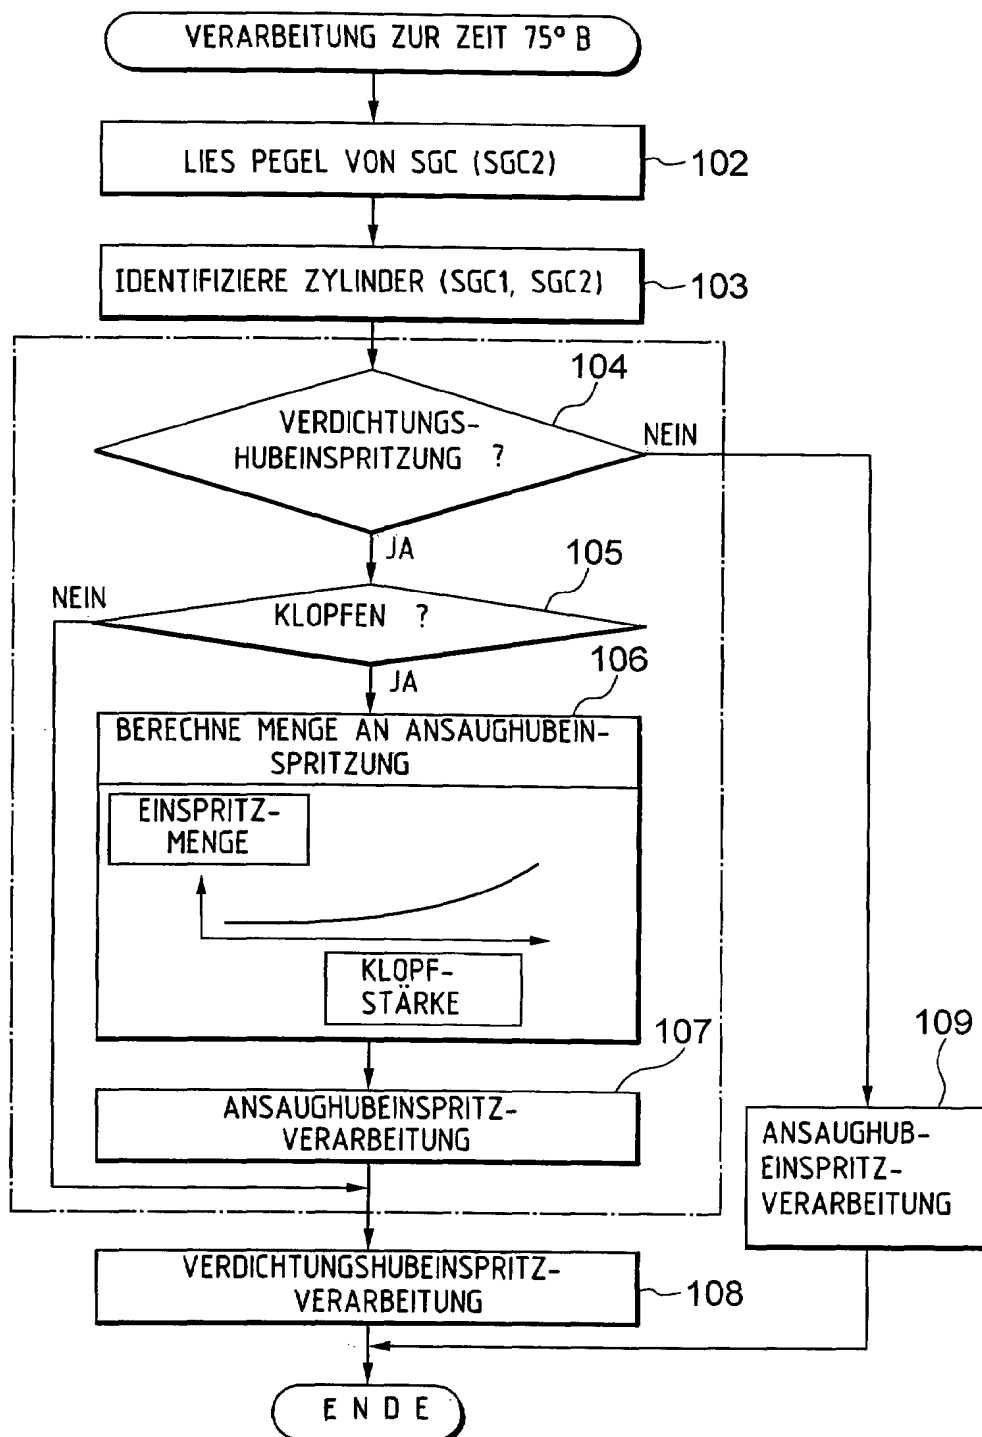 VERARBEITUNG ZUR ZEIT 75° B
LIES PEGEL VON SGC (SGC2)
102
IDENTIFIZIERE ZYLINDER (SGC1, SGC2)
103
104
VERDICHTUNGS-
HUBEINSPRITZUNG ?
NEIN
JA
105
NEIN
KLOPFEN ?
JA
106
BERECHNE MENGE AN ANSAUGHUBEIN-
SPRITZUNG
EINSPRITZ-
MENGE
KLOPF-
STÄRKE
107
ANSAUGHUBEINSPRITZ-
VERARBEITUNG
109
ANSAUGHUB-
EINSPRITZ-
VERARBEITUNG
VERDICHTUNGSHUBEINSPRITZ-
VERARBEITUNG
108
ENDE